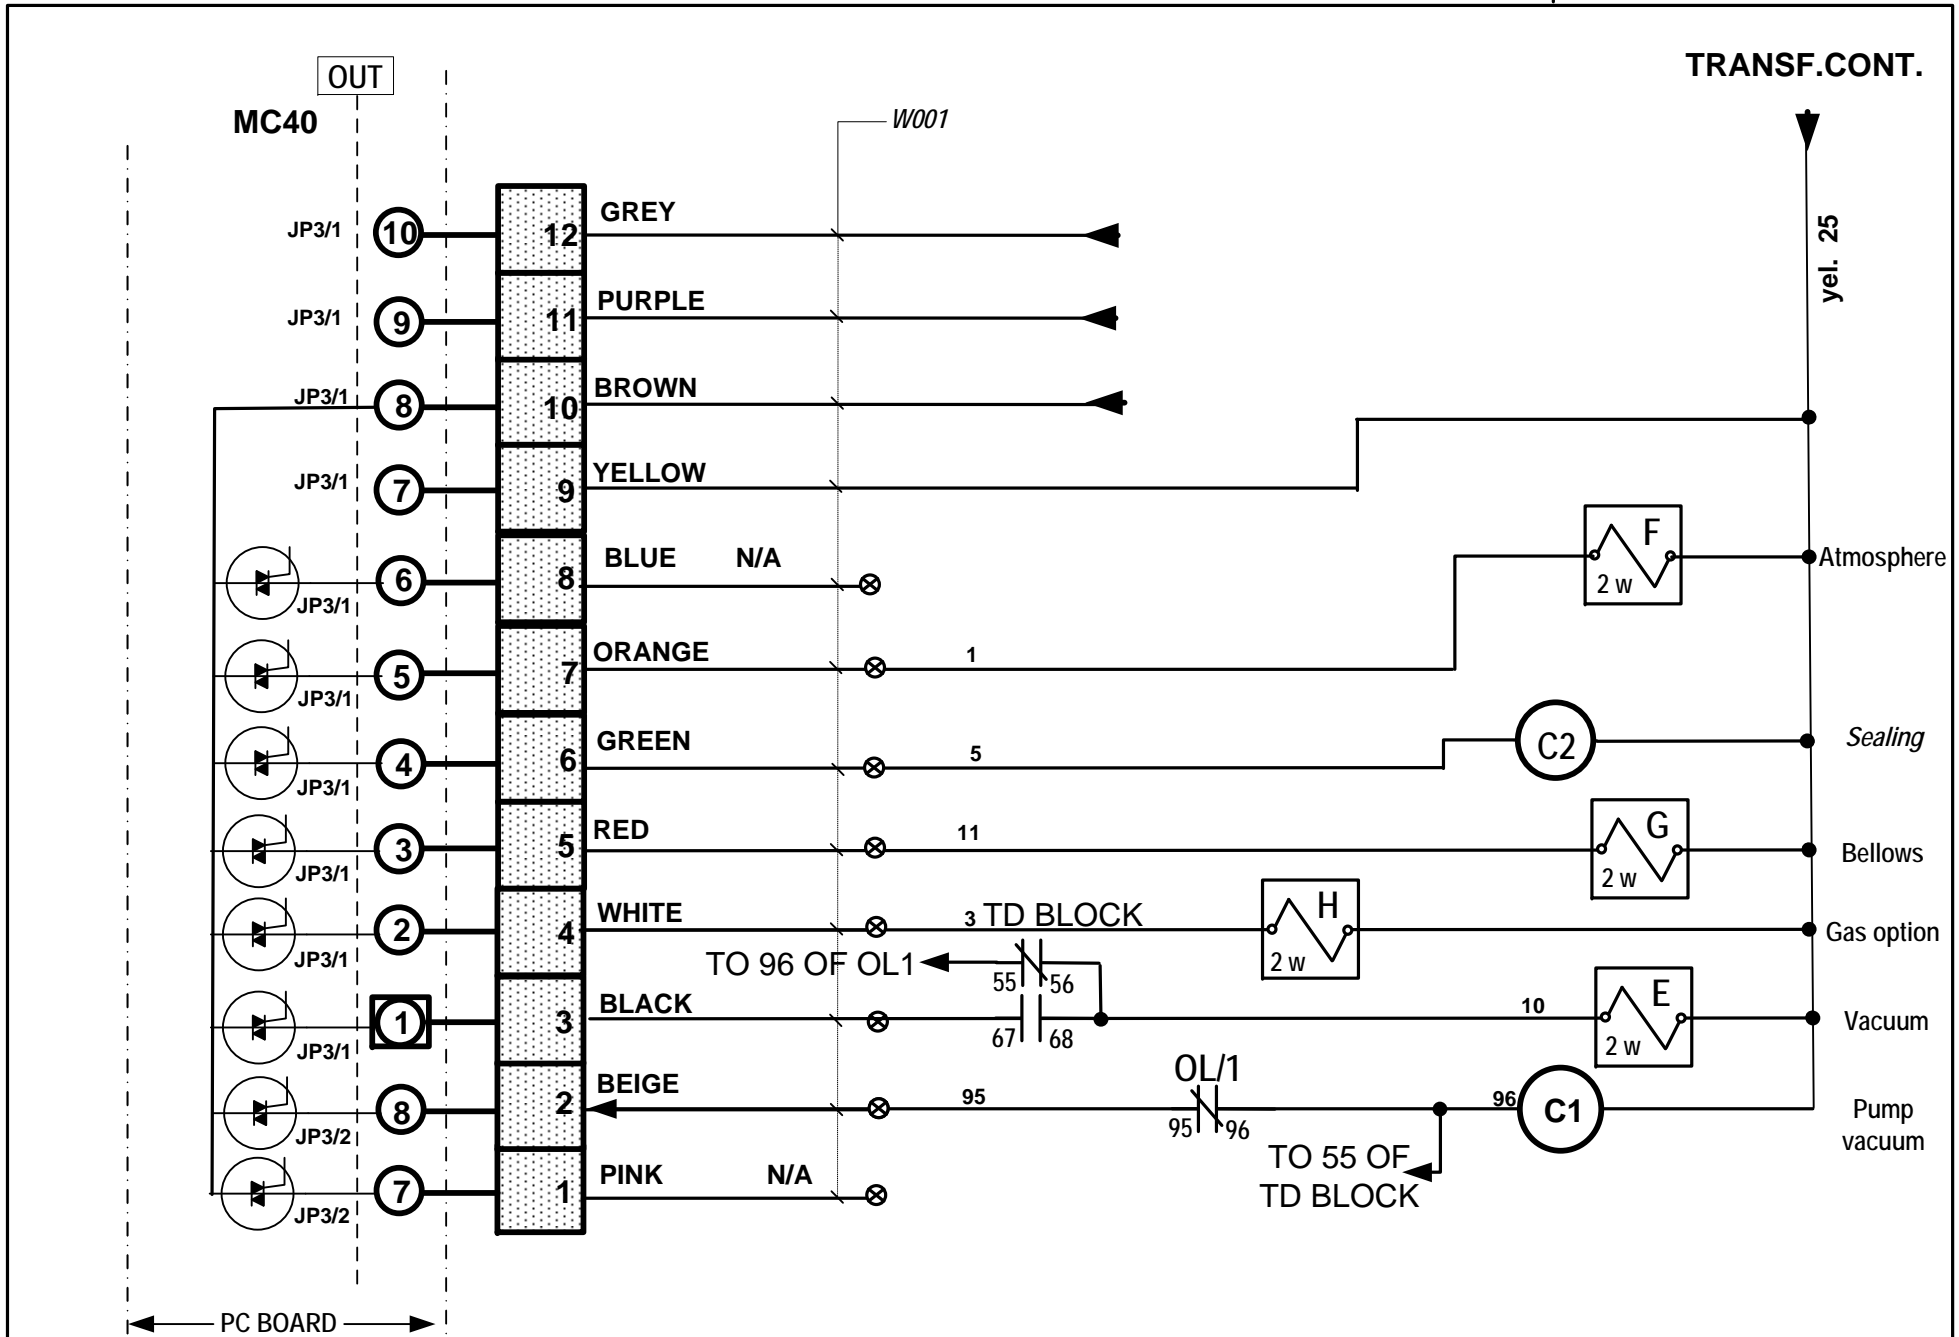 TRANSF.CONT.
OUT
MC40
W001
yel. 25
JP3/1 10 12 GREY
JP3/1 9 11 PURPLE
JP3/1 8 10 BROWN
JP3/1 7 9 YELLOW
JP3/1 6 8 BLUE N/A
F
2 w
Atmosphere
JP3/1 5 7 ORANGE 1
JP3/1 4 6 GREEN 5 C2 Sealing
JP3/1 3 5 RED 11
G
2 w
Bellows
JP3/1 2 4 WHITE 3 TD BLOCK
H
2 w
Gas option
TO 96 OF OL1 55 56
JP3/1 1 3 BLACK 67 68 10
E
2 w
Vacuum
JP3/2 8 2 BEIGE 95
OL/1
95 96
96 C1
Pump
vacuum
TO 55 OF
TD BLOCK
JP3/2 7 1 PINK N/A
PC BOARD